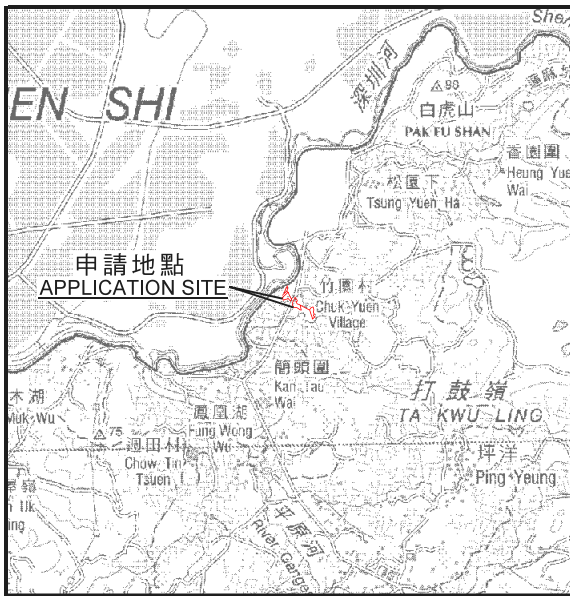 EN SHI
深圳河
白虎山
PAK FU SHAN
香園圍
Heung Yue
Wai
松園下
Tsung Yuen Ha
申請地點
APPLICATION SITE
竹園村
Chuk Yuen
Village
簡頭圍
Kan Tau
Wai
打鼓嶺
TA KWU LING
木湖
Muk Wu
鳳凰湖
Fung Wong
Wu
75
週田村
Chow Tin
Tsuen
坪洋
Ping Yeung
平原河
River Gange